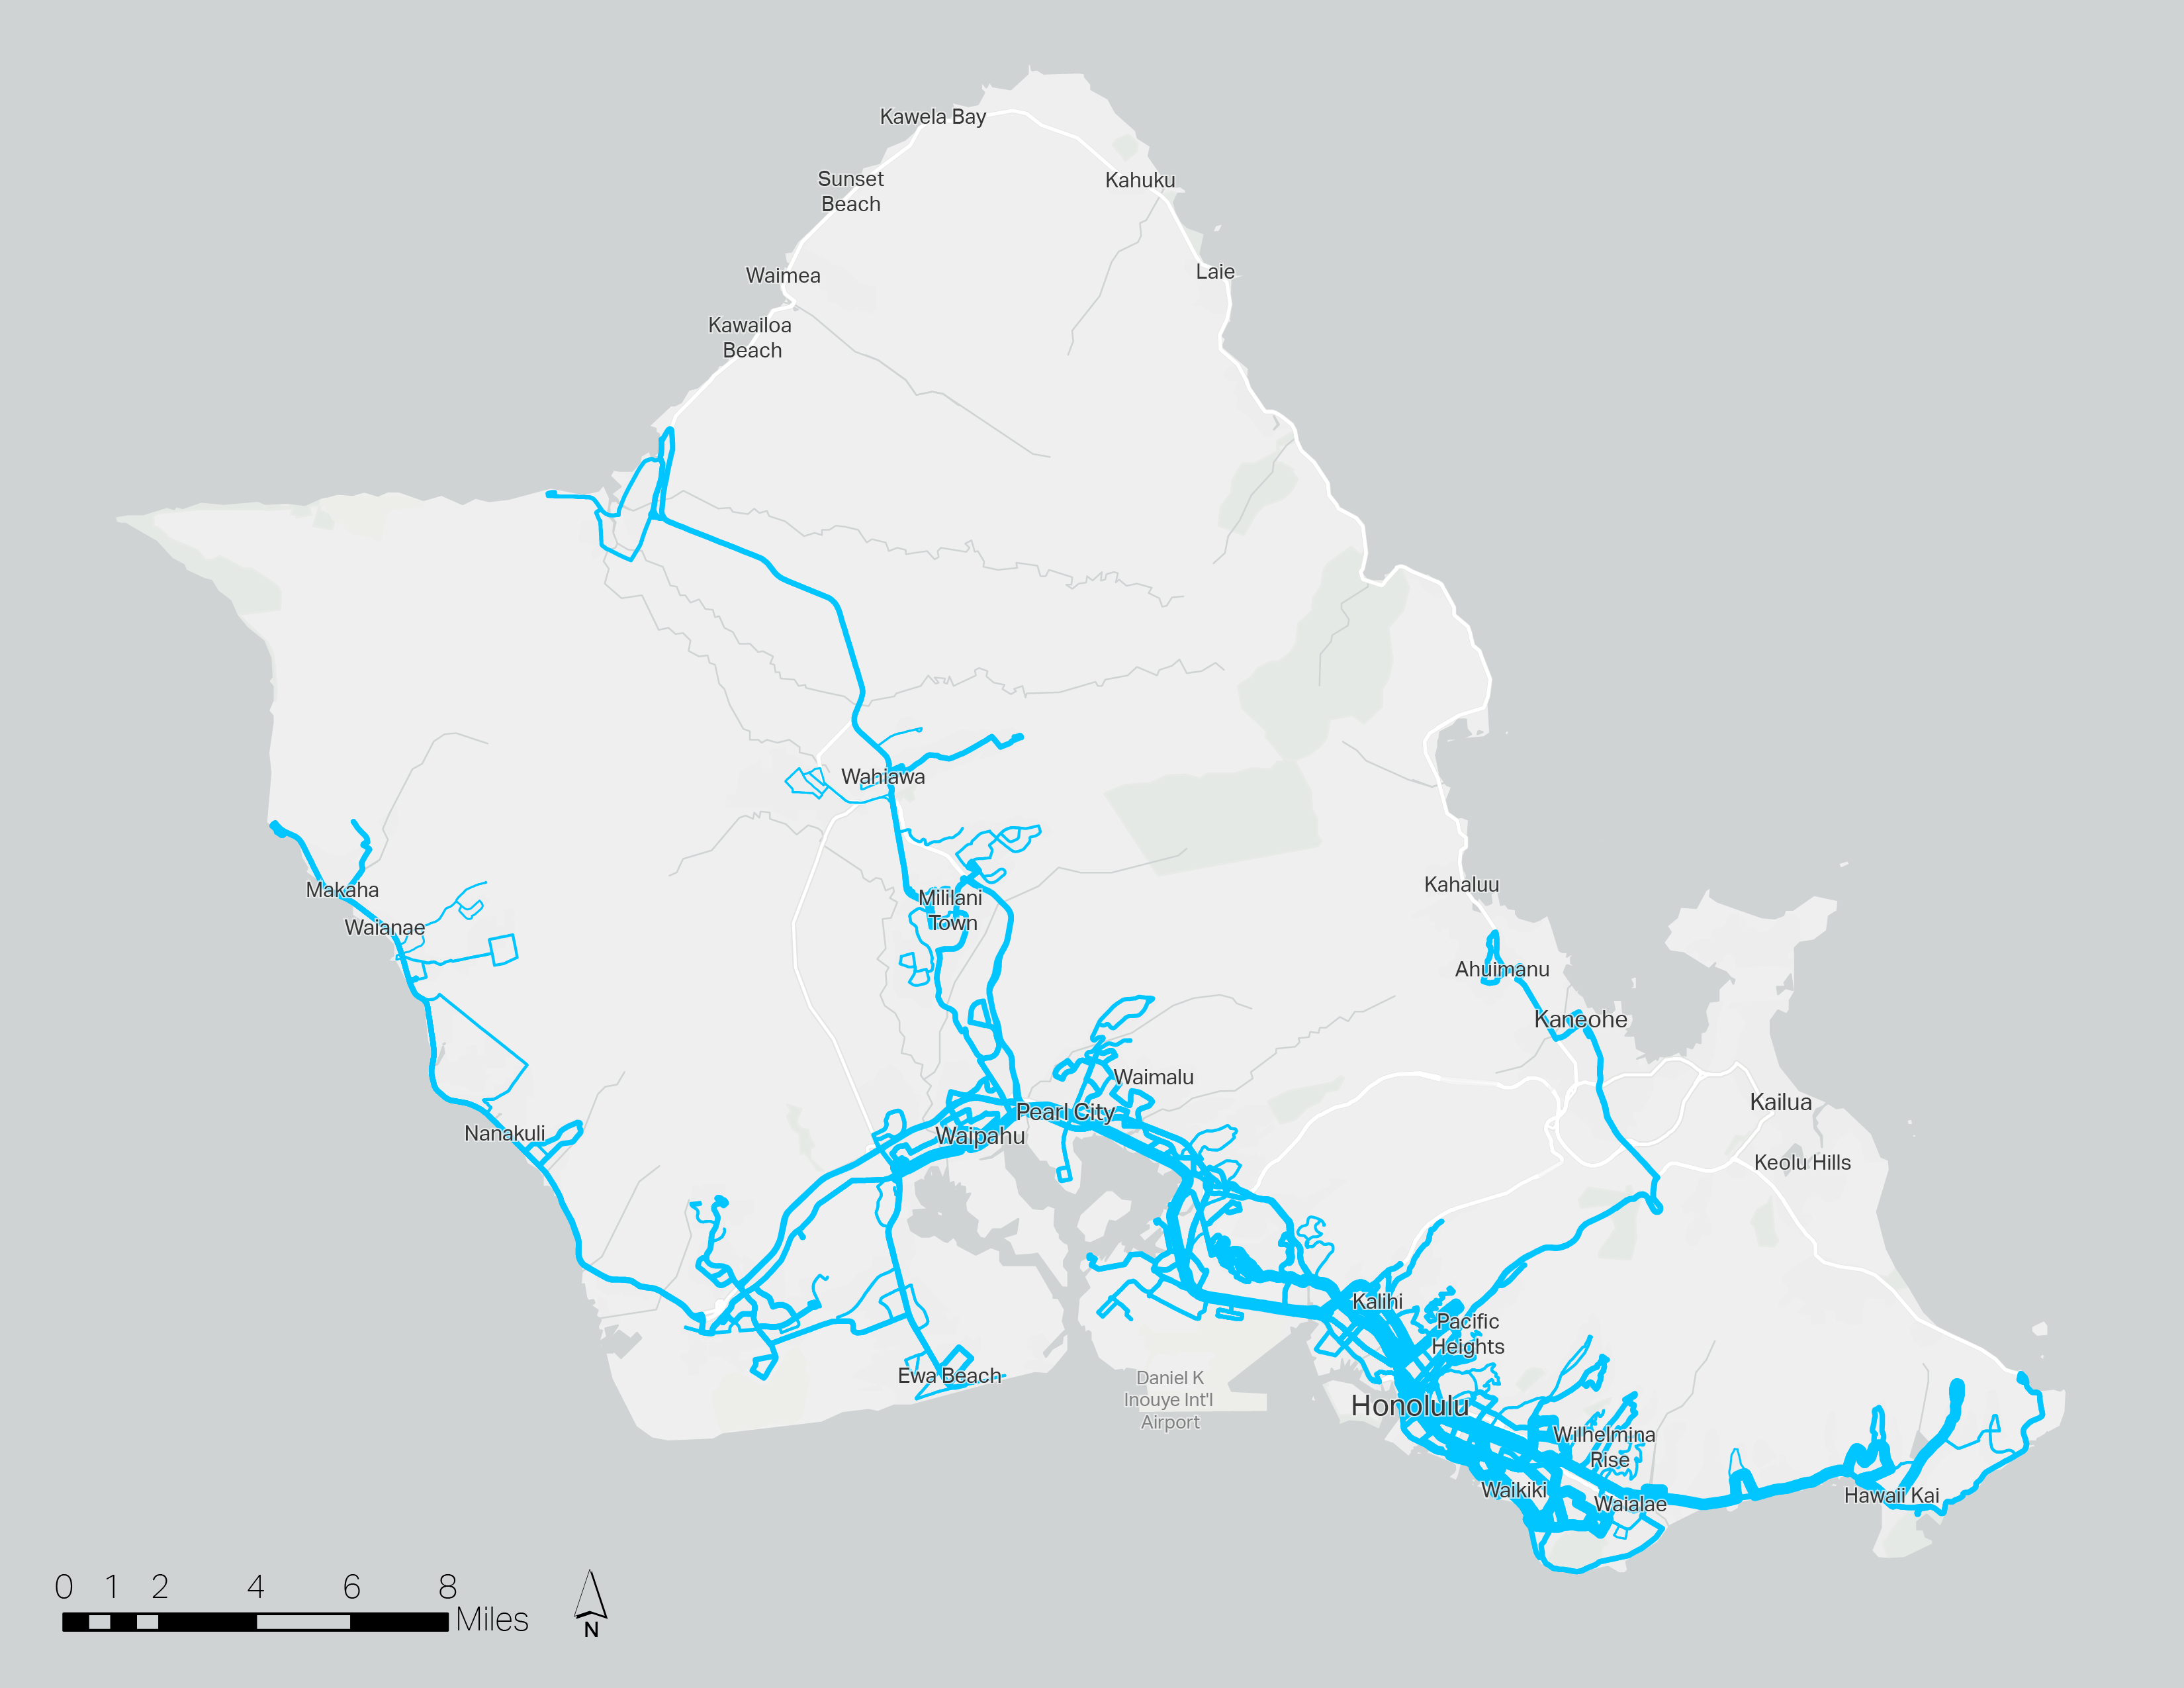 Kawela Bay
Kahuku
Sunset
Beach
Laie
Waimea
Kawailoa
Beach
Wahiawa
Makaha
Waianae
Mililani
Town
Kahaluu
Ahuimanu
Kaneohe
Waimalu
Pearl City
Waipahu
Kailua
Nanakuli
Keolu Hills
Kalihi
Pacific
Heights
Ewa Beach
Daniel K
Inouye Int'l
Airport
Honolulu
Wilhelmina
Rise
Waikiki
Waialae
Hawaii Kai
0 1 2 4 6 8
Miles
N